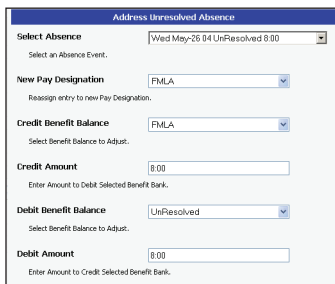 Address Unresolved Absence
Select Absence
Wed May-26 04 UnResolved 8:00
Select an Absence Event.
New Pay Designation
FMLA
Reassign entry to new Pay Designation.
Credit Benefit Balance
FMLA
Select Benefit Balance to Adjust.
Credit Amount
8:00
Enter Amount to Debit Selected Benefit Bank.
Debit Benefit Balance
UnResolved
Select Benefit Balance to Adjust.
Debit Amount
8:00
Enter Amount to Credit Selected Benefit Bank.